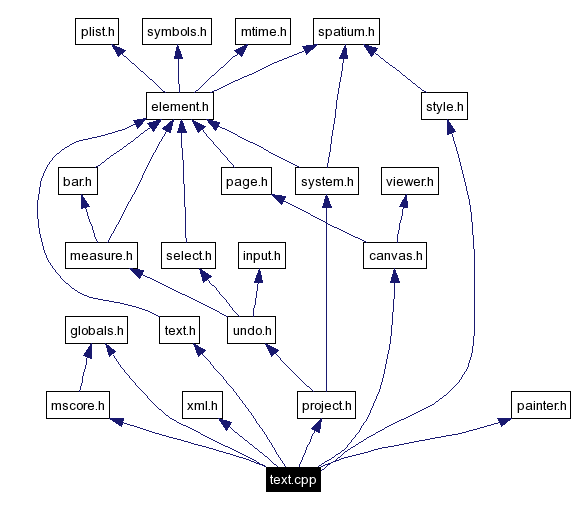 plist.h
symbols.h
mtime.h
spatium.h
element.h
style.h
bar.h
page.h
system.h
viewer.h
measure.h
select.h
input.h
canvas.h
globals.h
text.h
undo.h
mscore.h
xml.h
project.h
painter.h
text.cpp